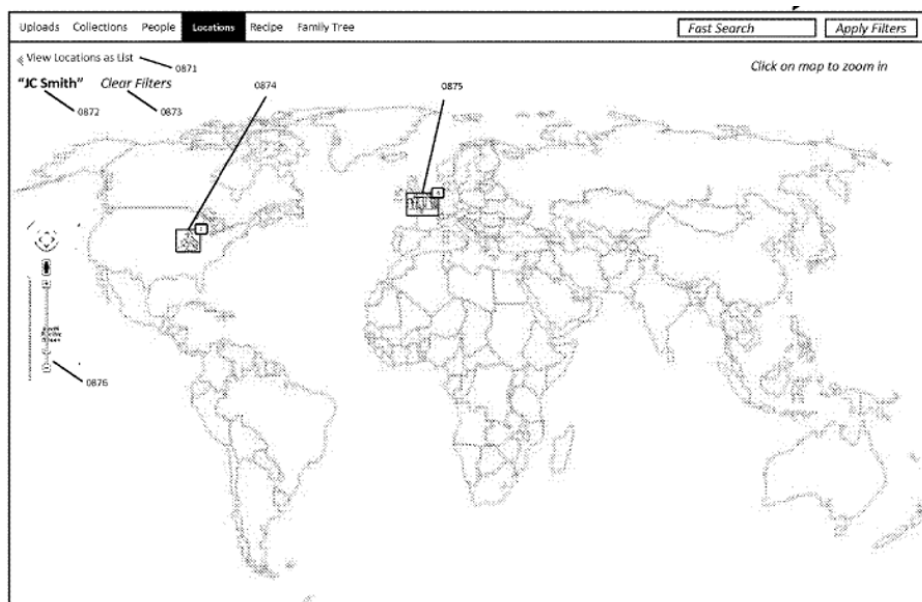 Uploads Collections People Locations Recipe Family Tree Fast Search Apply Filters
View Locations as List
0871
Click on map to zoom in
"JC Smith" Clear Filters
0874
0875
0872
0873
0876